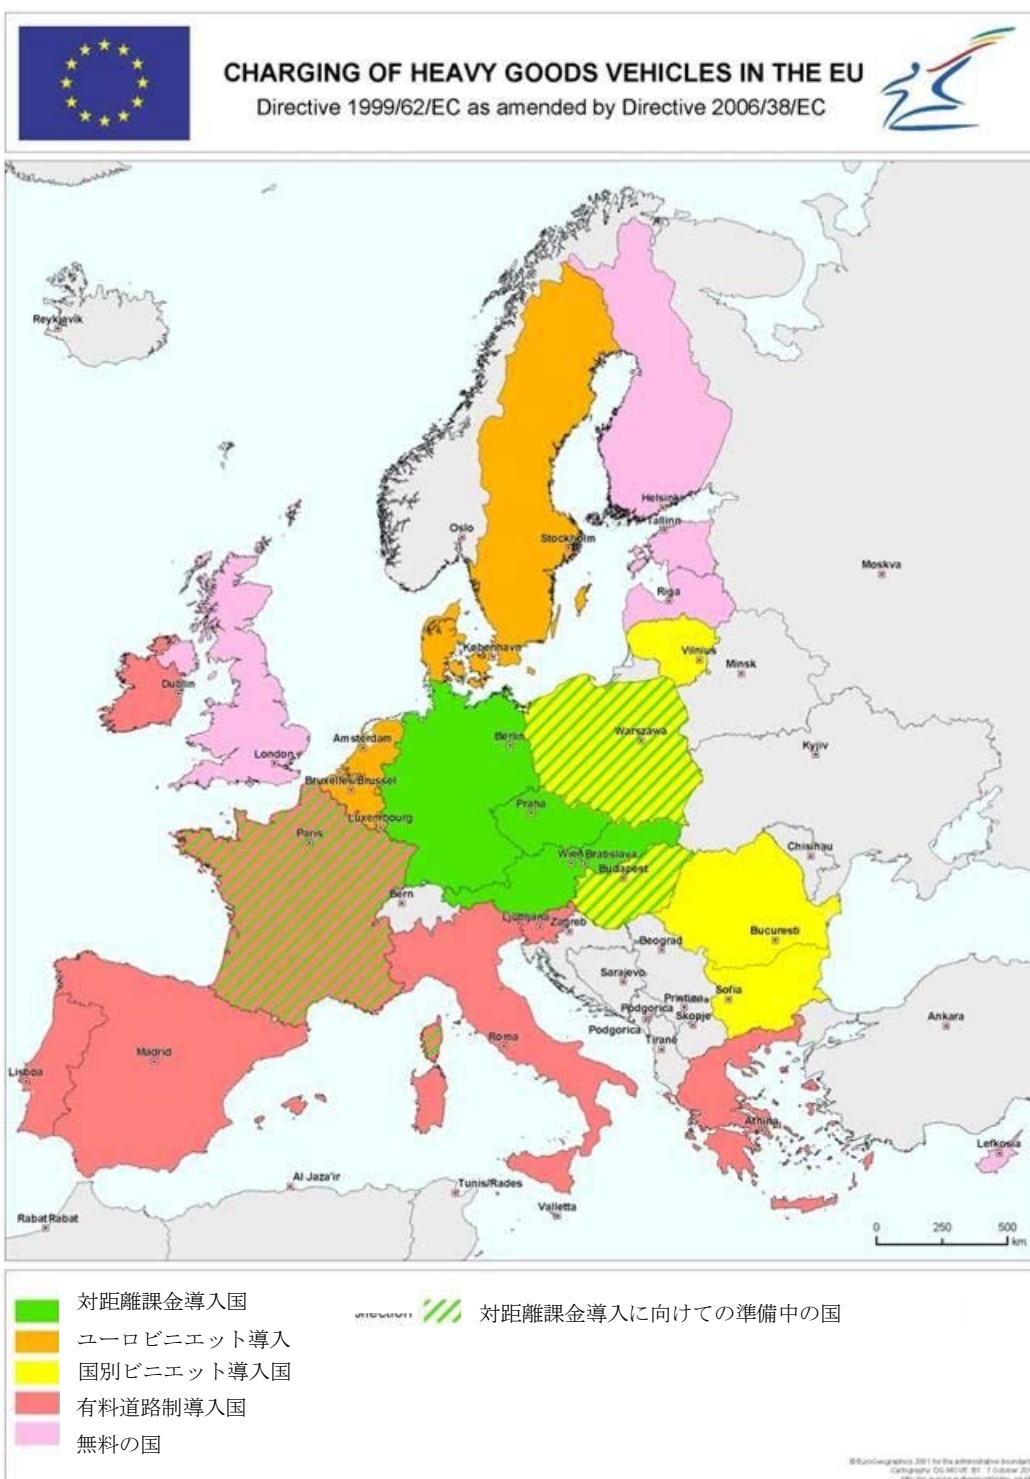 CHARGING OF HEAVY GOODS VEHICLES IN THE EU
Directive 1999/62/EC as amended by Directive 2006/38/EC
Reykjavik
Helsinki
Tallinn
Oslo
Stockholm
Moskva
Riga
København
Vilnius
Minsk
Dublin
Amsterdam
Berlin
Warszawa
London
Kyjiv
Bruxelles/Brussel
Praha
Luxembourg
Paris
Wien
Bratislava
Chisinau
Budapest
Bern
Ljubljana
Zagreb
Bucuresti
Beograd
Sarajevo
Pristina
Sofia
Podgorica
Skopje
Podgorica
Tirane
Ankara
Roma
Madrid
Lisboa
Athina
Lefkosia
Al Jaza'ir
Tunis/Rades
Valletta
Rabat Rabat
0 250 500
km
対距離課金導入国
対距離課金導入に向けての準備中の国
ユーロビニエット導入
国別ビニエット導入国
有料道路制導入国
無料の国